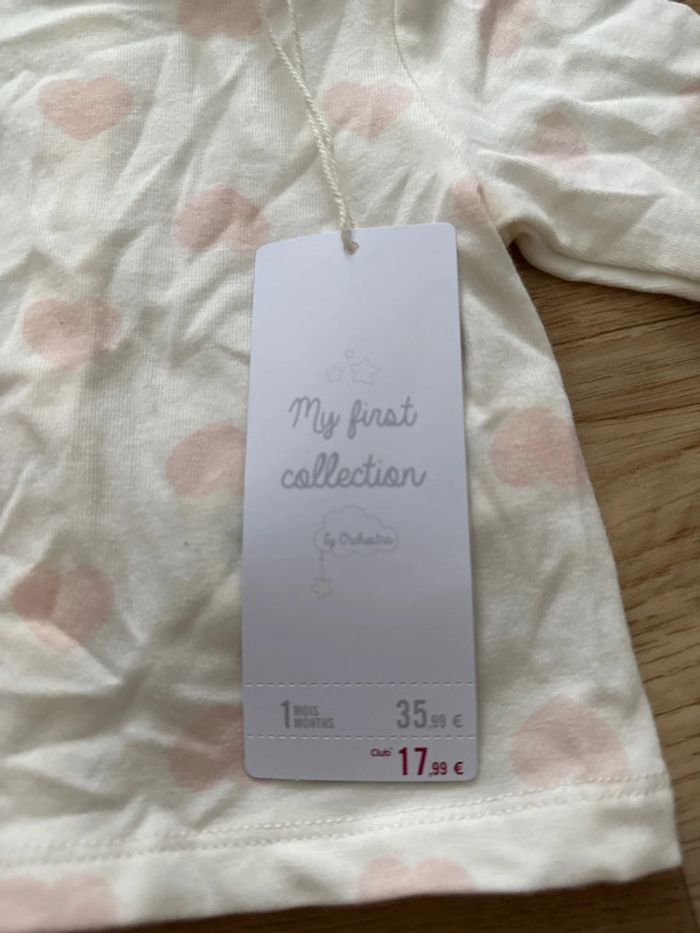 My first
collection
by Orchestra
1 MOIS
MONTHS
35,99 €
Club* 17,99 €